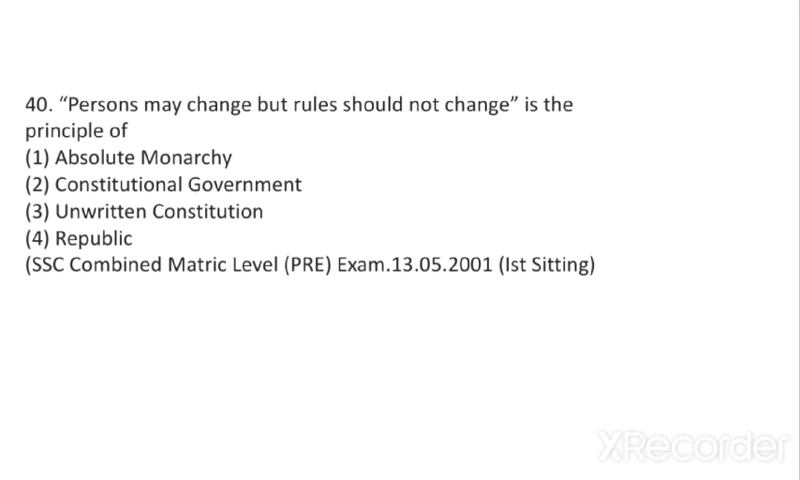 40. “Persons may change but rules should not change” is the
principle of
(1) Absolute Monarchy
(2) Constitutional Government
(3) Unwritten Constitution
(4) Republic
(SSC Combined Matric Level (PRE) Exam.13.05.2001 (Ist Sitting)
XRecorder